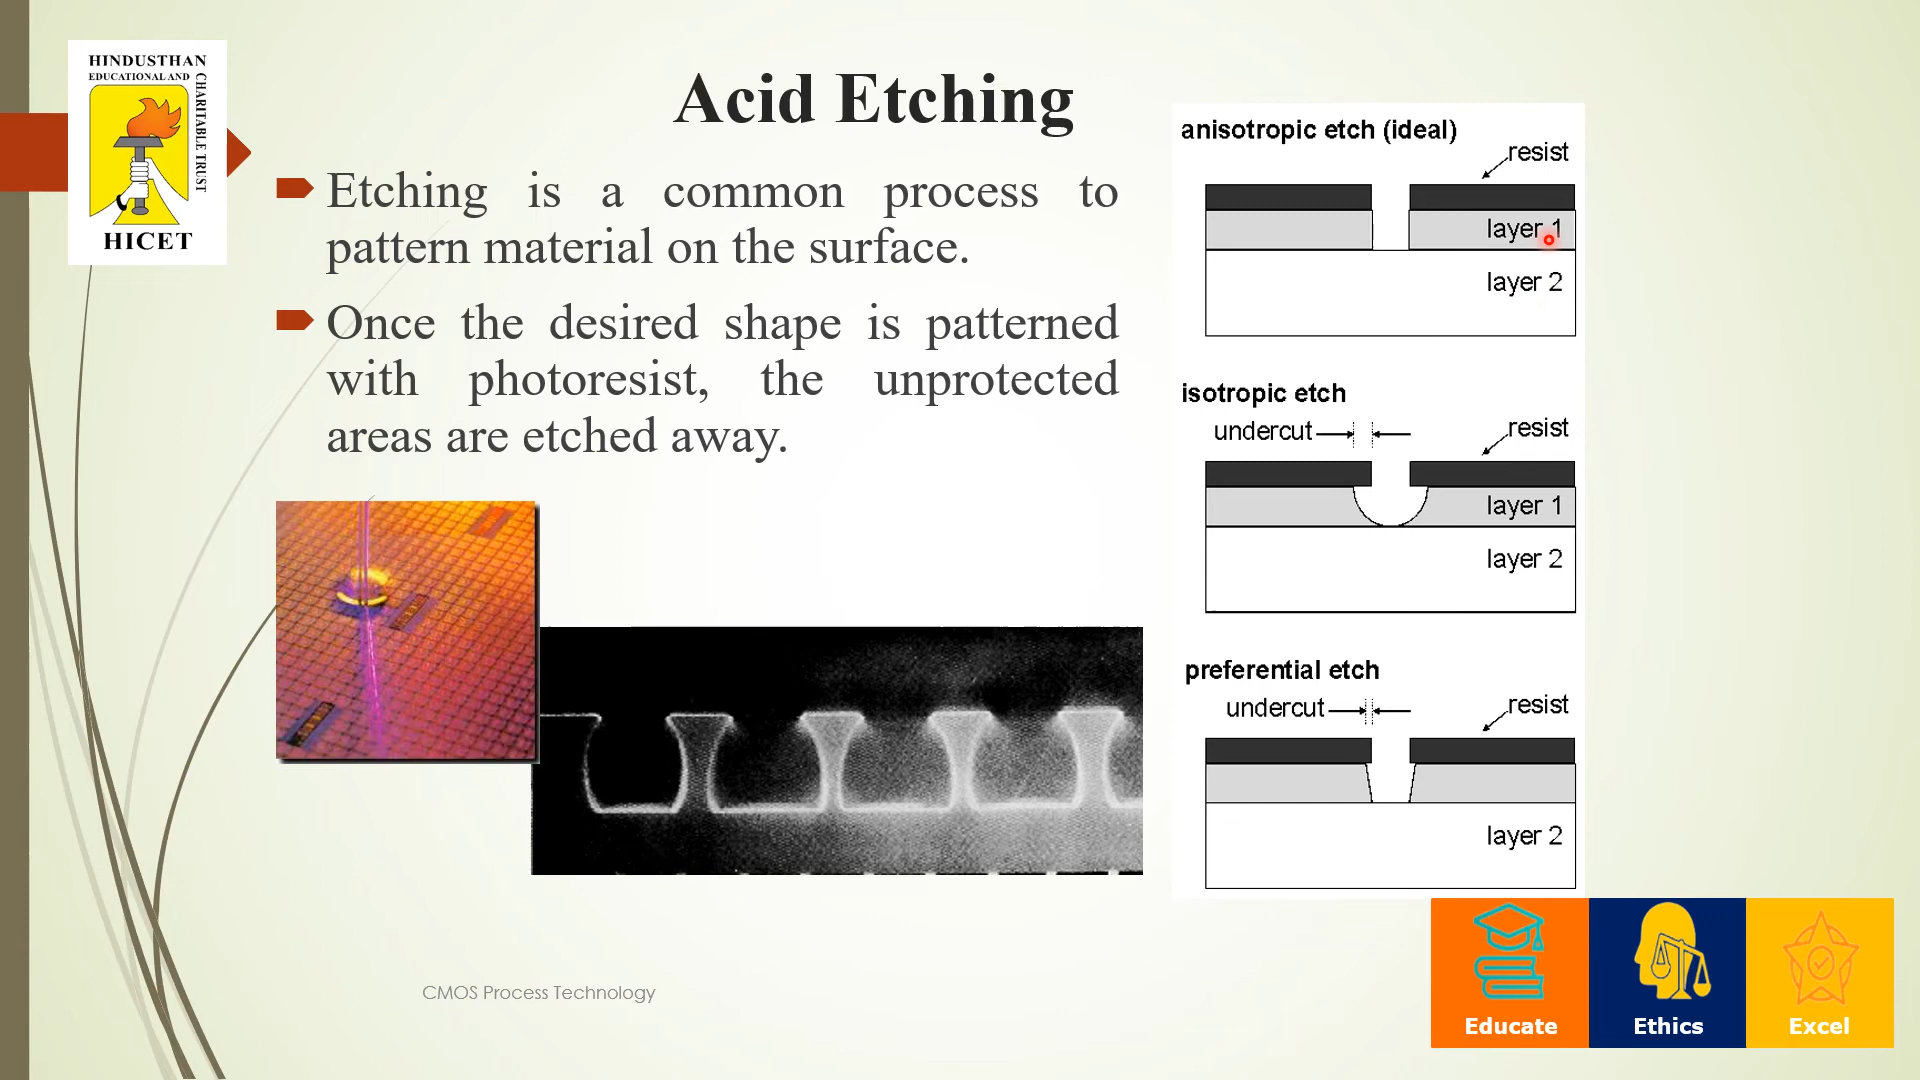 HINDUSTHAN
EDUCATIONAL AND
CHARITABLE TRUST
HICET
Acid Etching
Etching is a common process to
pattern material on the surface.
Once the desired shape is patterned
with photoresist, the unprotected
areas are etched away.
anisotropic etch (ideal)
resist
layer 1
layer 2
isotropic etch
undercut
resist
layer 1
layer 2
preferential etch
undercut
resist
layer 2
CMOS Process Technology
Educate
Ethics
Excel